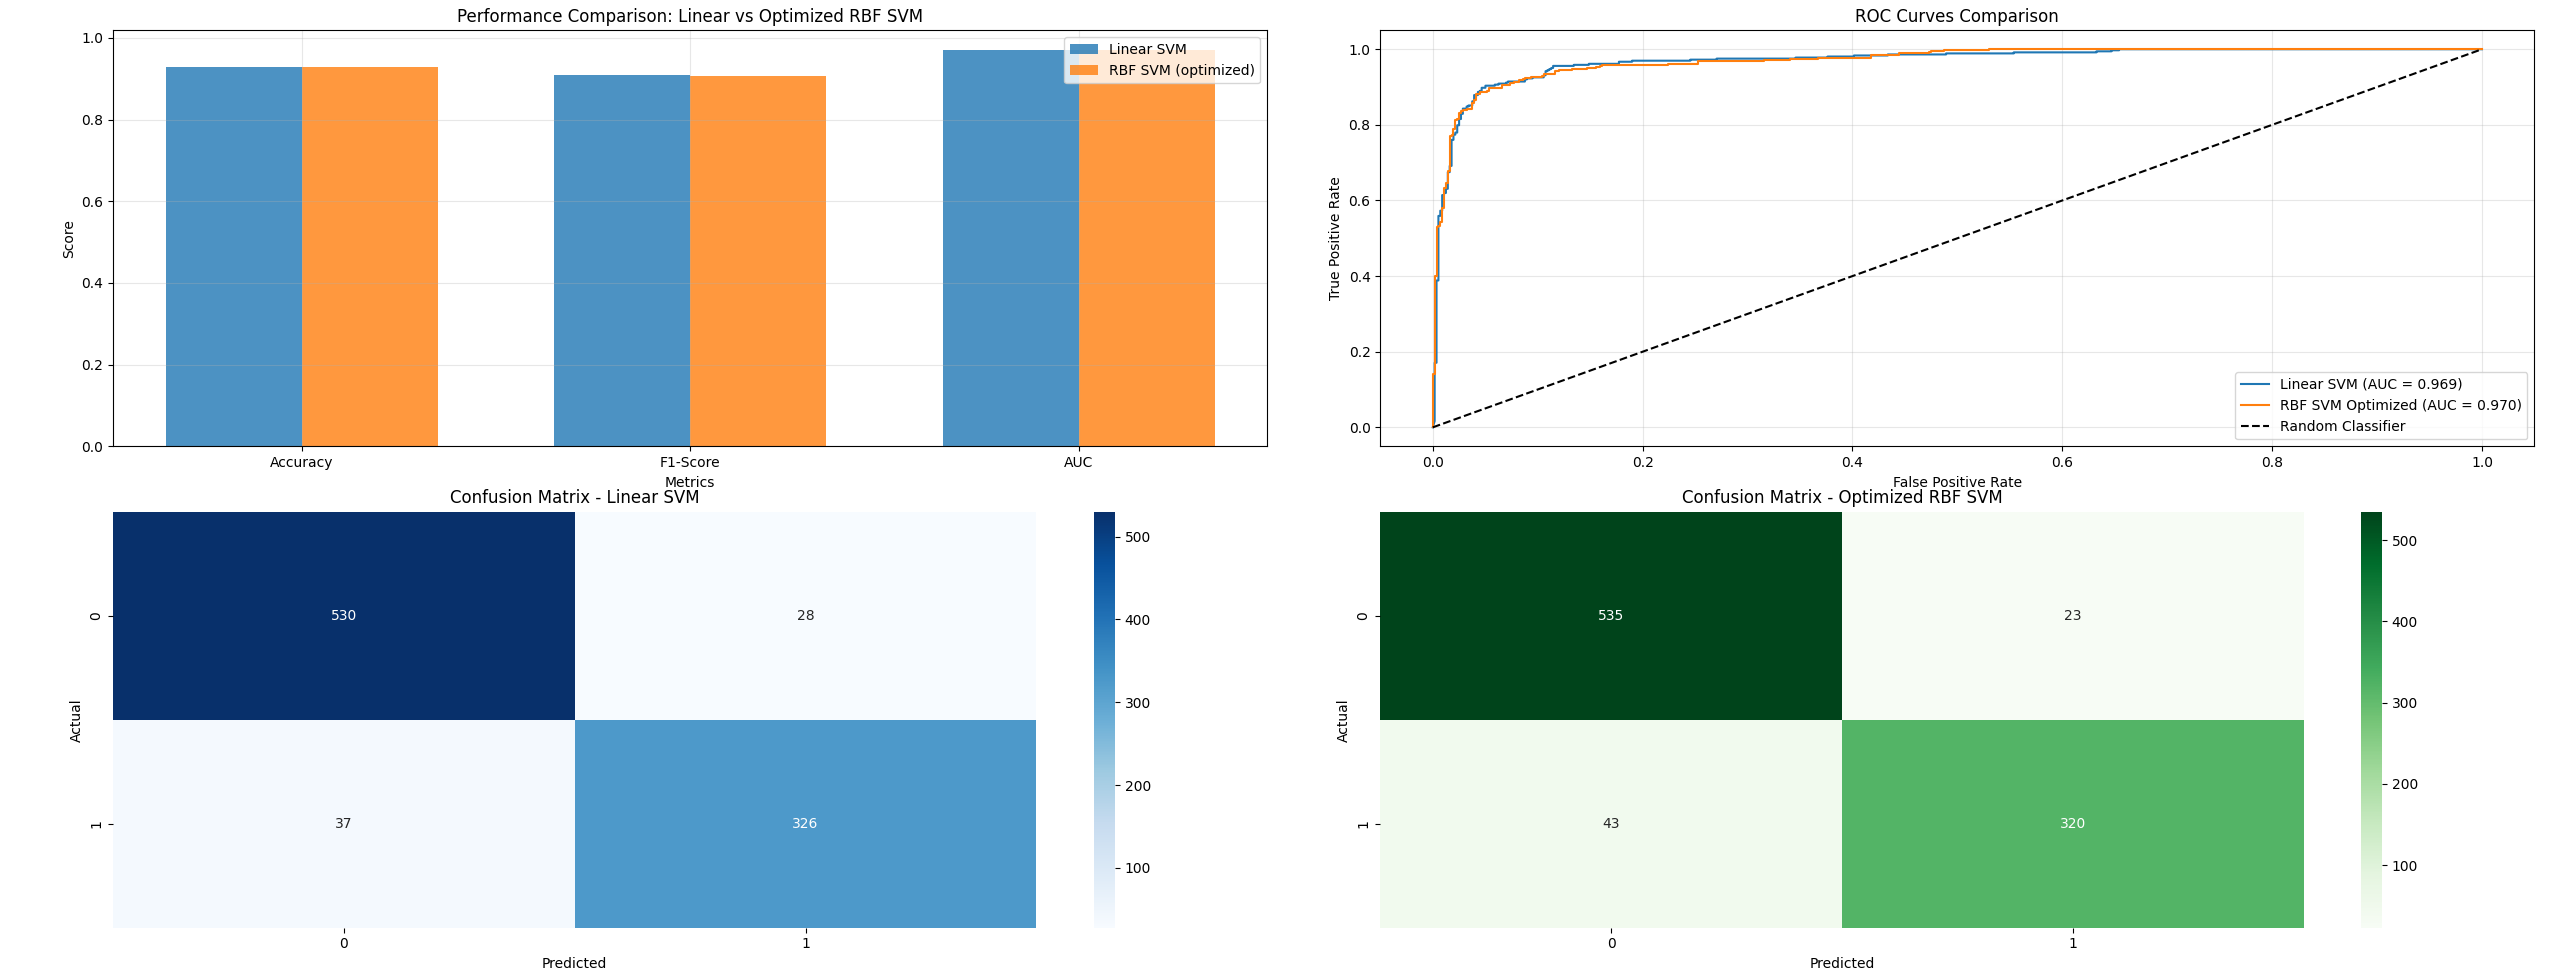 Performance Comparison: Linear vs Optimized RBF SVM
1.0
0.8
0.6
0.4
0.2
0.0
Score
Linear SVM
RBF SVM (optimized)
Accuracy
F1-Score
AUC
Metrics
ROC Curves Comparison
1.0
0.8
0.6
0.4
0.2
0.0
True Positive Rate
Linear SVM (AUC = 0.969)
RBF SVM Optimized (AUC = 0.970)
Random Classifier
0.0
0.2
0.4
0.6
0.8
1.0
False Positive Rate
Confusion Matrix - Linear SVM
Actual
0
530
28
1
37
326
0
1
Predicted
500
400
300
200
100
Confusion Matrix - Optimized RBF SVM
Actual
0
535
23
1
43
320
0
1
Predicted
500
400
300
200
100